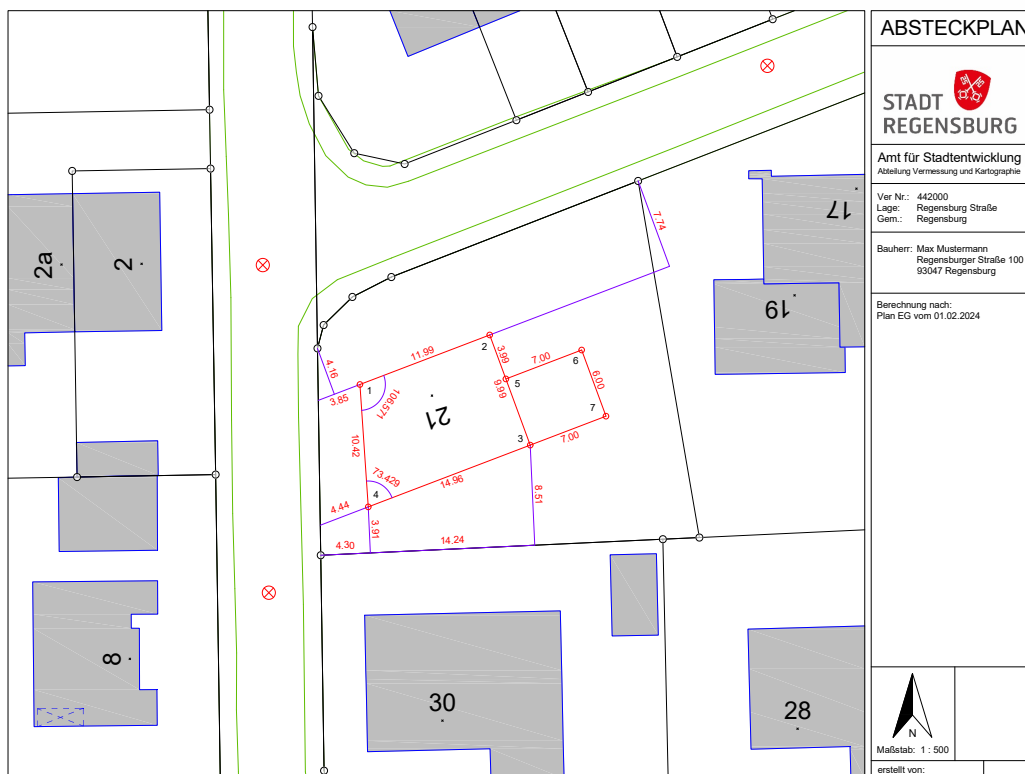 ABSTECKPLAN
STADT
REGENSBURG
Amt für Stadtentwicklung
Abteilung Vermessung und Kartographie
Ver Nr.: 442000
Lage: Regensburg Straße
Gem.: Regensburg
Bauherr: Max Mustermann
Regensburger Straße 100
93047 Regensburg
Berechnung nach:
Plan EG vom 01.02.2024
N
Maßstab: 1 : 500
erstellt von:
2a
2
17
19
7.74
4.16
3.85
11.99
2
3.99
7.00
6
1
106.571
5
9.99
6.00
21
7
10.42
3
7.00
73.429
4
14.96
4.44
3.91
8.51
4.30
14.24
8
30
28